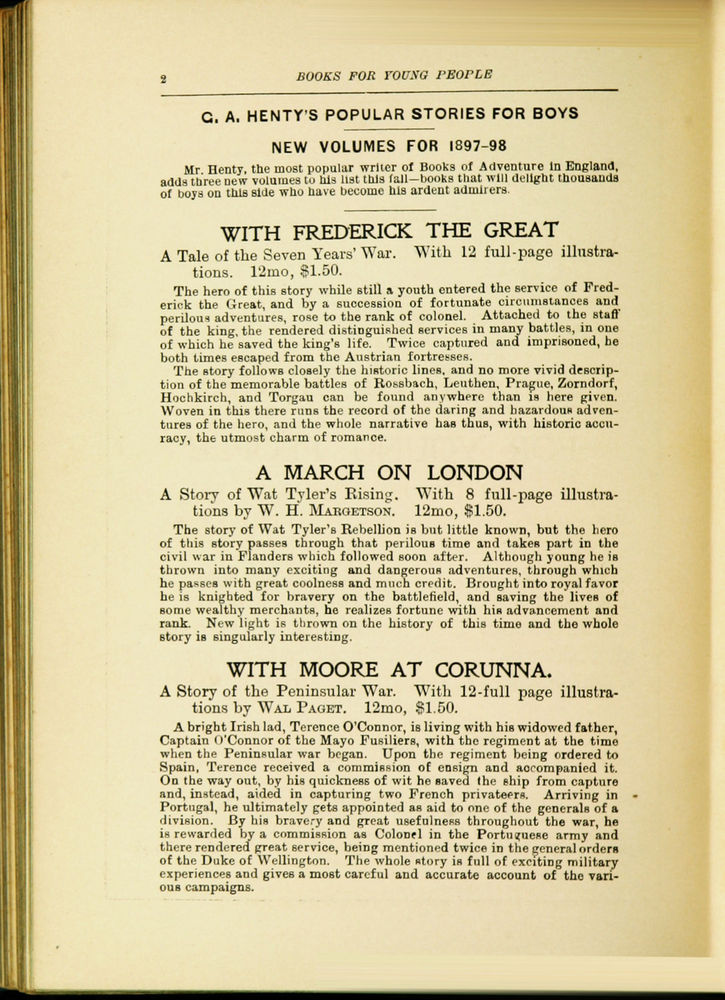 2
BOOKS FOR YOUNG PEOPLE
G. A. HENTY'S POPULAR STORIES FOR BOYS
NEW VOLUMES FOR 1897-98
Mr. Henty, the most popular writer of Books of Adventure in England,
adds three new volumes to his list this fall—books that will delight thousands
of boys on this side who have become his ardent admirers.
WITH FREDERICK THE GREAT
A Tale of the Seven Years' War. With 12 full-page illustra-
tions. 12mo, $1.50.
The hero of this story while still a youth entered the service of Fred-
erick the Great, and by a succession of fortunate circumstances and
perilous adventures, rose to the rank of colonel. Attached to the staff
of the king, the rendered distinguished services in many battles, in one
of which he saved the king's life. Twice captured and imprisoned, he
both times escaped from the Austrian fortresses.
The story follows closely the historic lines, and no more vivid descrip-
tion of the memorable battles of Rossbach, Leuthen, Prague, Zorndorf,
Hochkirch, and Torgau can be found anywhere than is here given.
Woven in this there runs the record of the daring and hazardous adven-
tures of the hero, and the whole narrative has thus, with historic accu-
racy, the utmost charm of romance.
A MARCH ON LONDON
A Story of Wat Tyler's Rising. With 8 full-page illustra-
tions by W. H. MARGETSON. 12mo, $1.50.
The story of Wat Tyler's Rebellion is but little known, but the hero
of this story passes through that perilous time and takes part in the
civil war in Flanders which followed soon after. Although young he is
thrown into many exciting and dangerous adventures, through which
he passes with great coolness and much credit. Brought into royal favor
he is knighted for bravery on the battlefield, and saving the lives of
some wealthy merchants, he realizes fortune with his advancement and
rank. New light is thrown on the history of this time and the whole
story is singularly interesting.
WITH MOORE AT CORUNNA.
A Story of the Peninsular War. With 12-full page illustra-
tions by WAL PAGET. 12mo, $1.50.
A bright Irish lad, Terence O'Connor, is living with his widowed father,
Captain O'Connor of the Mayo Fusiliers, with the regiment at the time
when the Peninsular war began. Upon the regiment being ordered to
Spain, Terence received a commission of ensign and accompanied it.
On the way out, by his quickness of wit he saved the ship from capture
and, instead, aided in capturing two French privateers. Arriving in
Portugal, he ultimately gets appointed as aid to one of the generals of a
division. By his bravery and great usefulness throughout the war, he
is rewarded by a commission as Colonel in the Portuguese army and
there rendered great service, being mentioned twice in the general orders
of the Duke of Wellington. The whole story is full of exciting military
experiences and gives a most careful and accurate account of the vari-
ous campaigns.